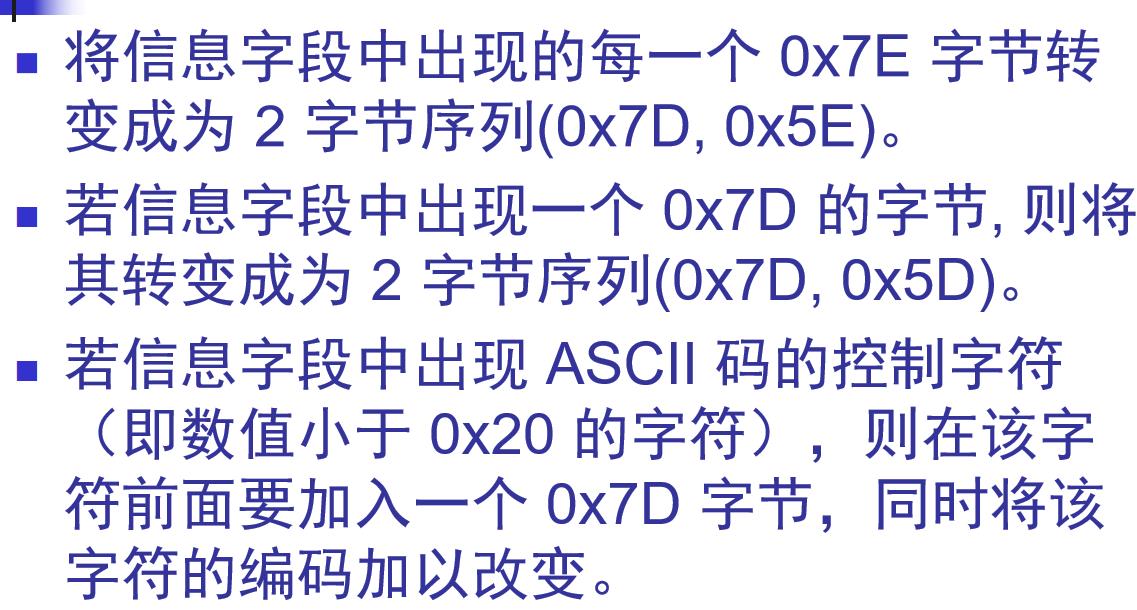 将信息字段中出现的每一个 0x7E 字节转
变成为 2 字节序列(0x7D, 0x5E)。
若信息字段中出现一个 0x7D 的字节, 则将
其转变成为 2 字节序列(0x7D, 0x5D)。
若信息字段中出现 ASCII 码的控制字符
（即数值小于 0x20 的字符），则在该字
符前面要加入一个 0x7D 字节，同时将该
字符的编码加以改变。